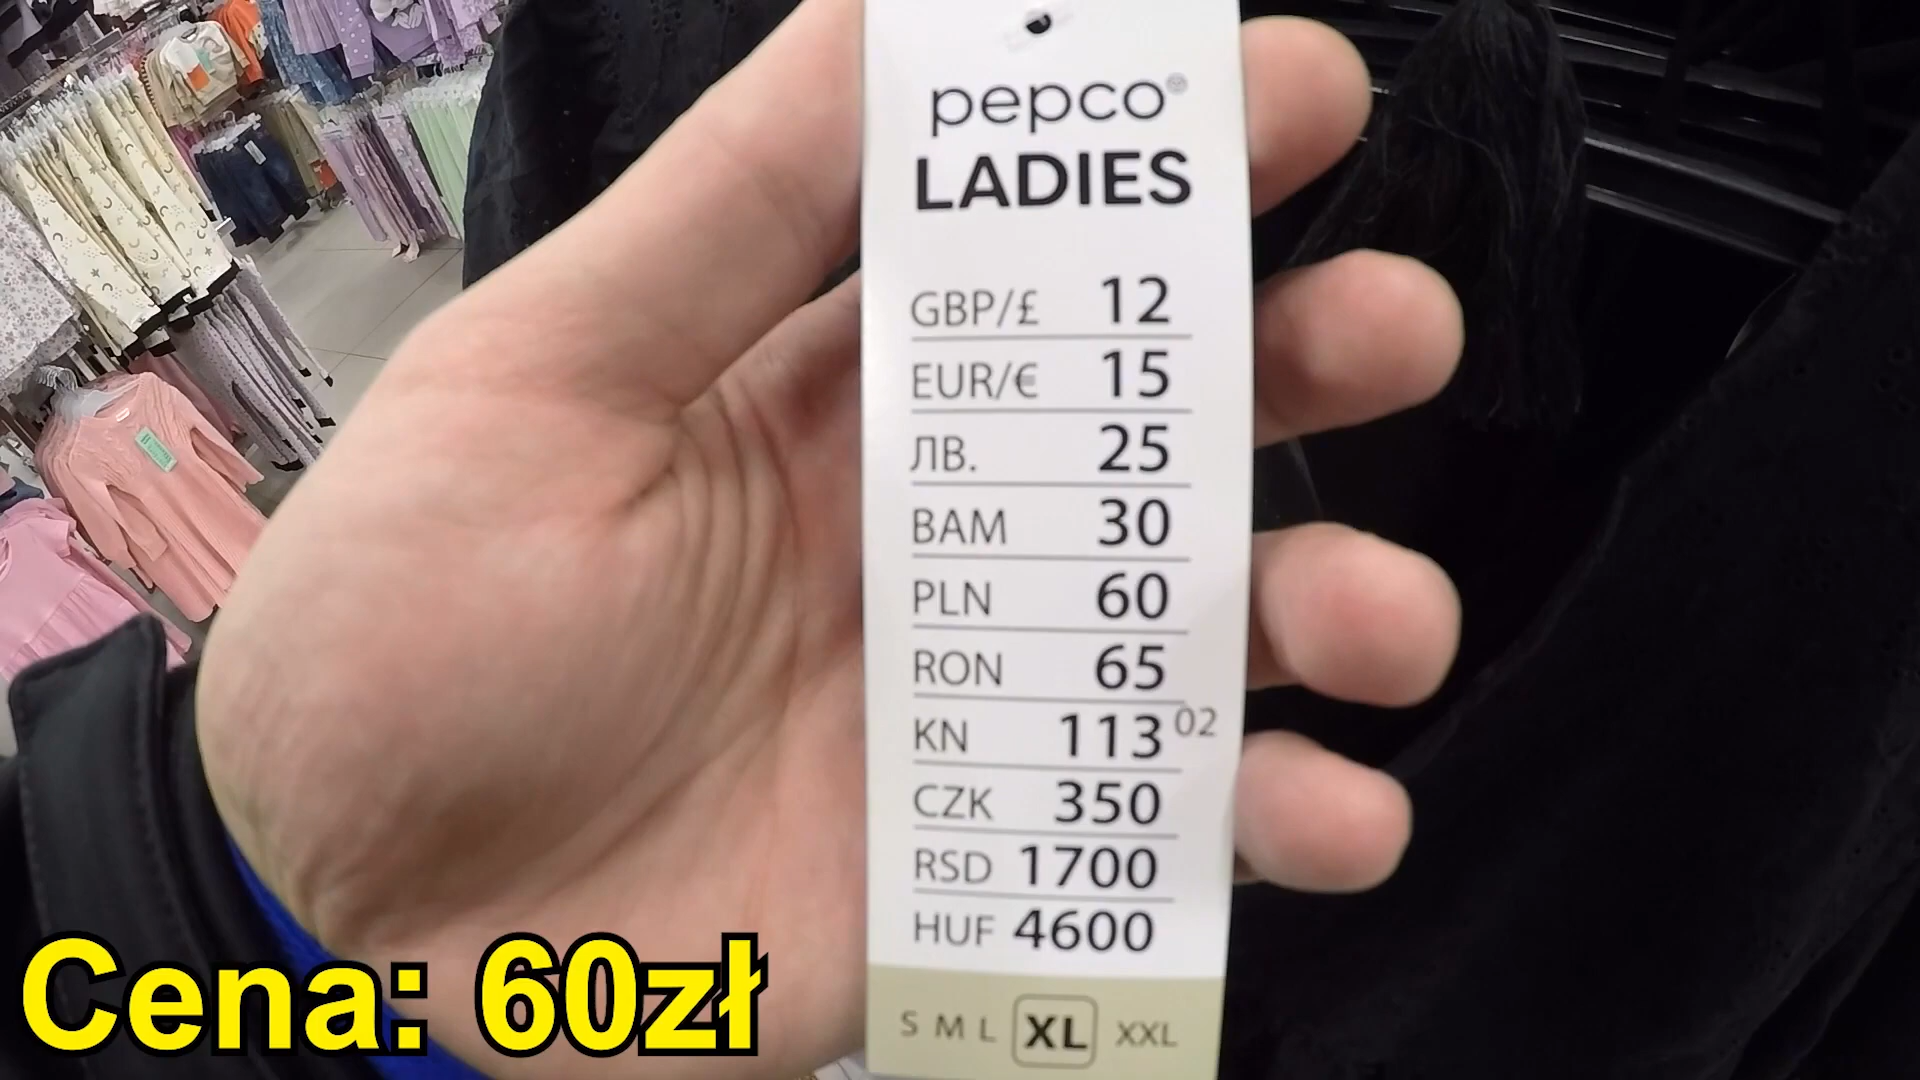 pepco®
LADIES
GBP/£ 12
EUR/€ 15
ЛВ. 25
BAM 30
PLN 60
RON 65
KN 113 02
CZK 350
RSD 1700
HUF 4600
S M L XL XXL
Cena: 60zł